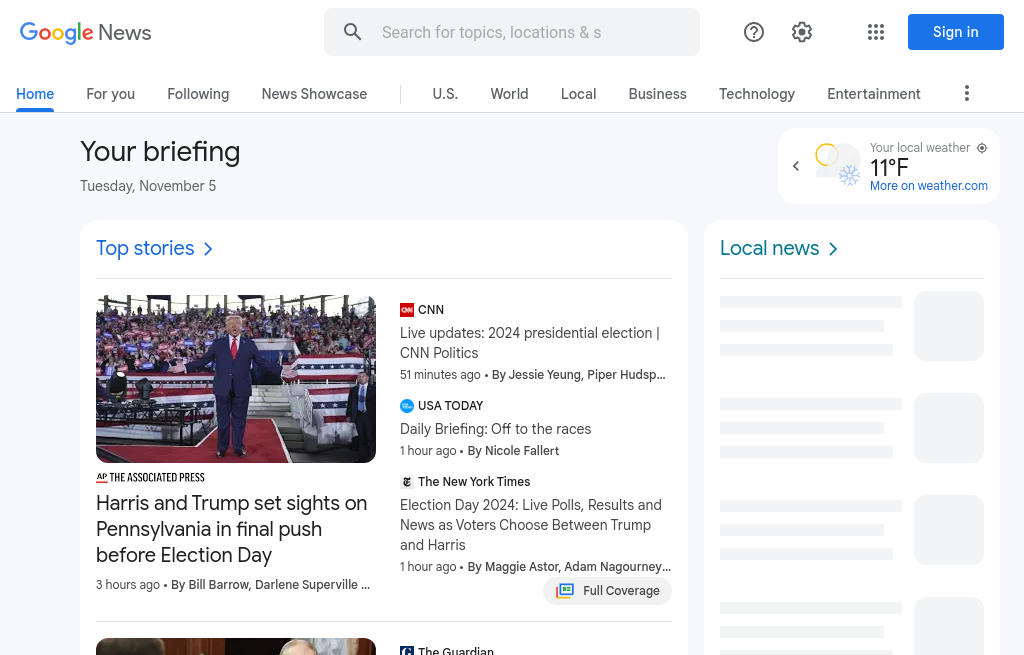 Google News
Search for topics, locations & s
Sign in
Home
For you
Following
News Showcase
U.S.
World
Local
Business
Technology
Entertainment
Your briefing
Tuesday, November 5
Your local weather
11°F
More on weather.com
Top stories
AP THE ASSOCIATED PRESS
Harris and Trump set sights on
Pennsylvania in final push
before Election Day
3 hours ago • By Bill Barrow, Darlene Superville ...
CNN
Live updates: 2024 presidential election |
CNN Politics
51 minutes ago • By Jessie Yeung, Piper Hudsp...
USA TODAY
Daily Briefing: Off to the races
1 hour ago • By Nicole Fallert
The New York Times
Election Day 2024: Live Polls, Results and
News as Voters Choose Between Trump
and Harris
1 hour ago • By Maggie Astor, Adam Nagourney...
Full Coverage
The Guardian
Local news